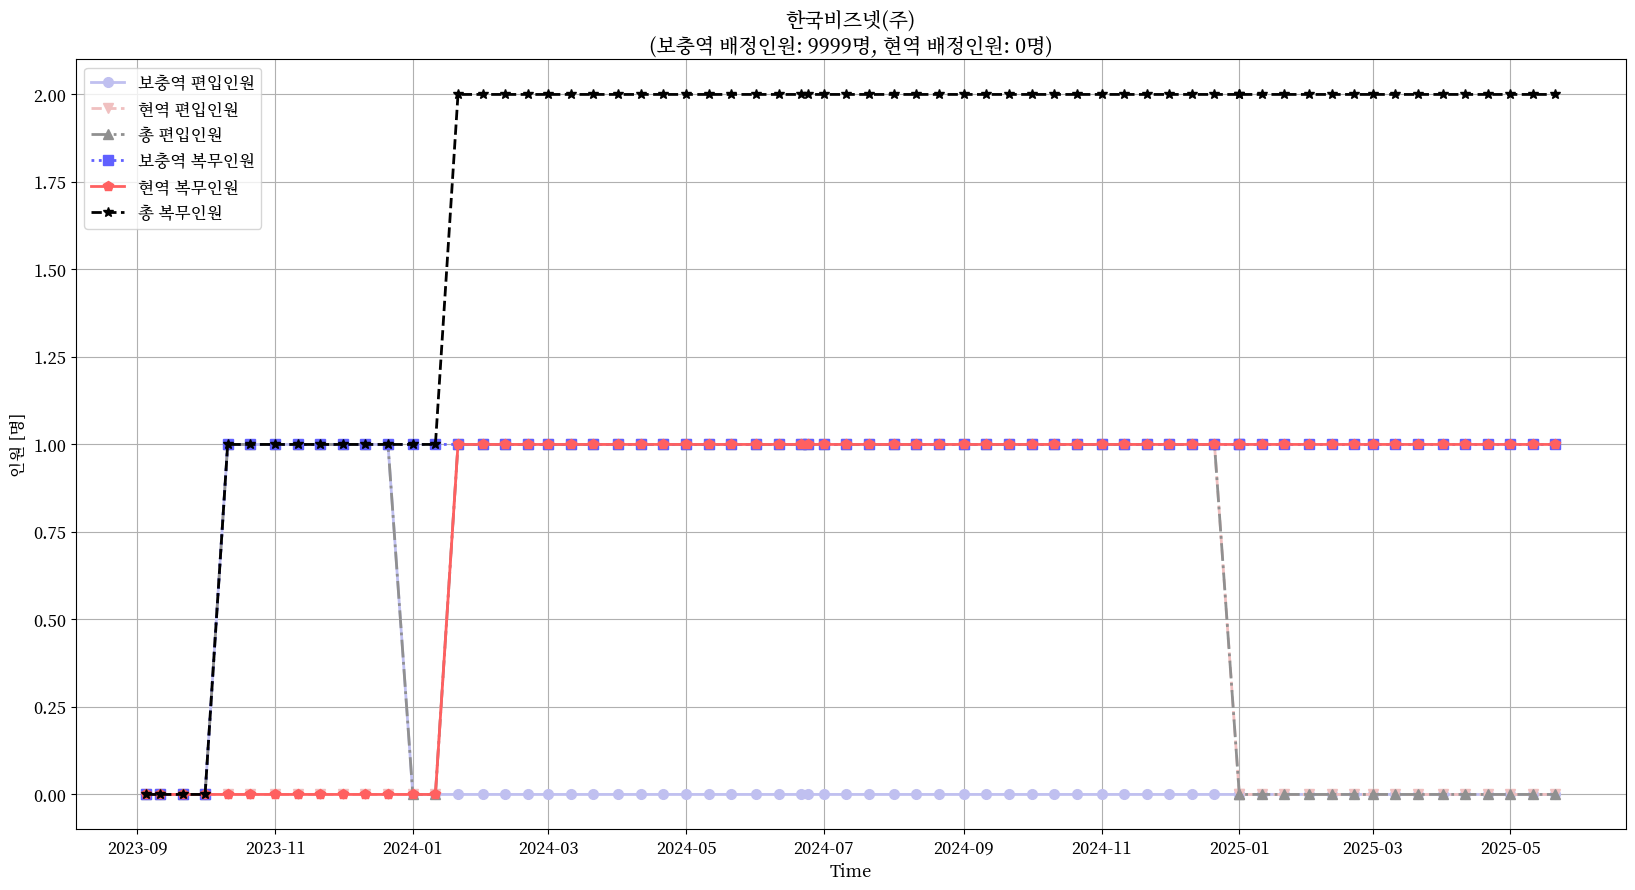 한국비즈넷(주)
(보충역 배정인원: 9999명, 현역 배정인원: 0명)
보충역 편입인원
현역 편입인원
총 편입인원
보충역 복무인원
현역 복무인원
총 복무인원
2.00
1.75
1.50
1.25
1.00
0.75
0.50
0.25
0.00
인원 [명]
2023-09 2023-11 2024-01 2024-03 2024-05 2024-07 2024-09 2024-11 2025-01 2025-03 2025-05
Time